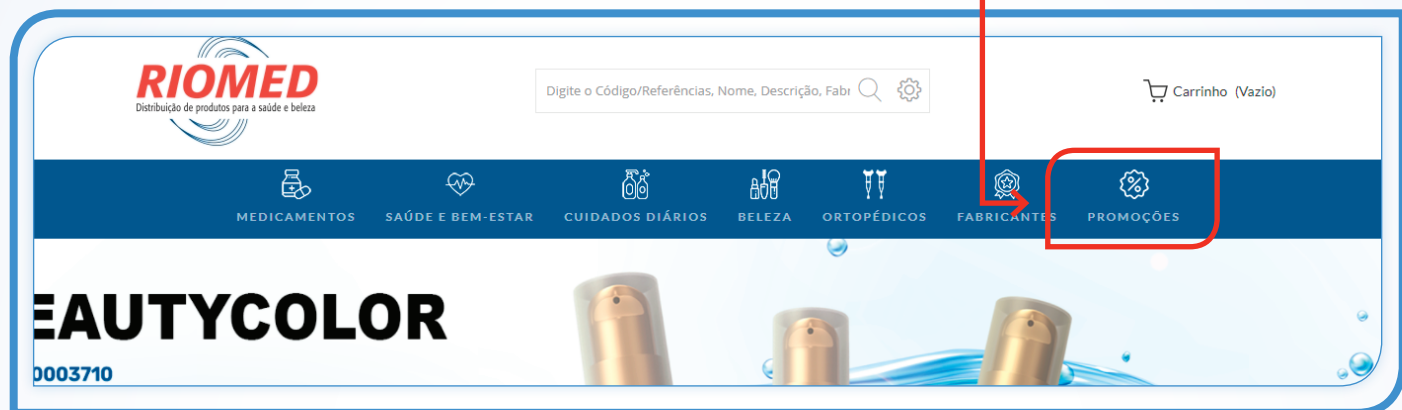 RIOMED
Distribuição de produtos para a saúde e beleza
Digite o Código/Referências, Nome, Descrição, Fabr
Carrinho (Vazio)
MEDICAMENTOS SAÚDE E BEM-ESTAR CUIDADOS DIÁRIOS BELEZA ORTOPÉDICOS FABRICANTES PROMOÇÕES
EAUTYCOLOR
0003710